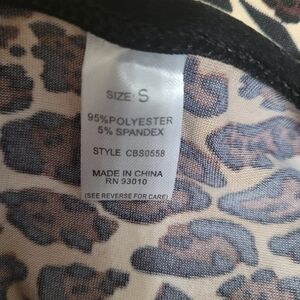 SIZE: S
95%POLYESTER
5% SPANDEX
STYLE CBS0558
MADE IN CHINA
RN 93010
(SEE REVERSE FOR CARE)